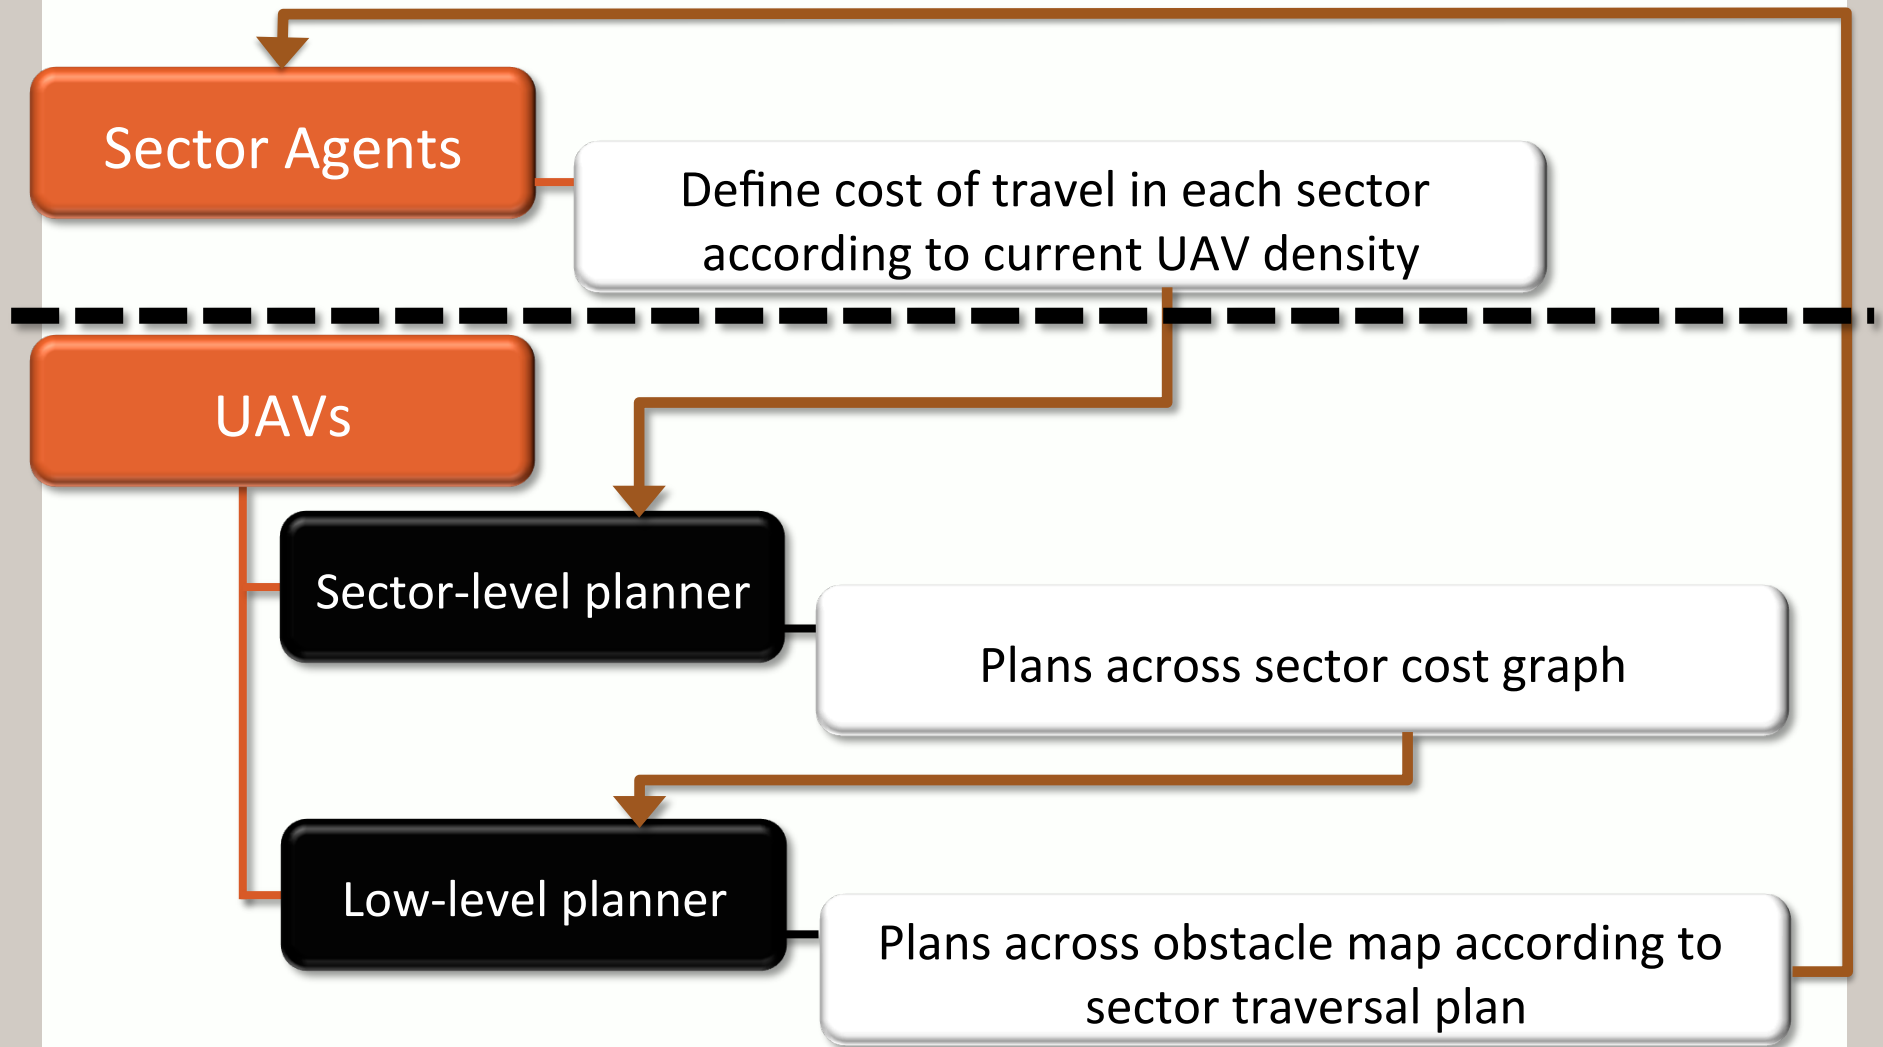 Sector Agents
Define cost of travel in each sector
according to current UAV density
UAVs
Sector-level planner
Plans across sector cost graph
Low-level planner
Plans across obstacle map according to
sector traversal plan